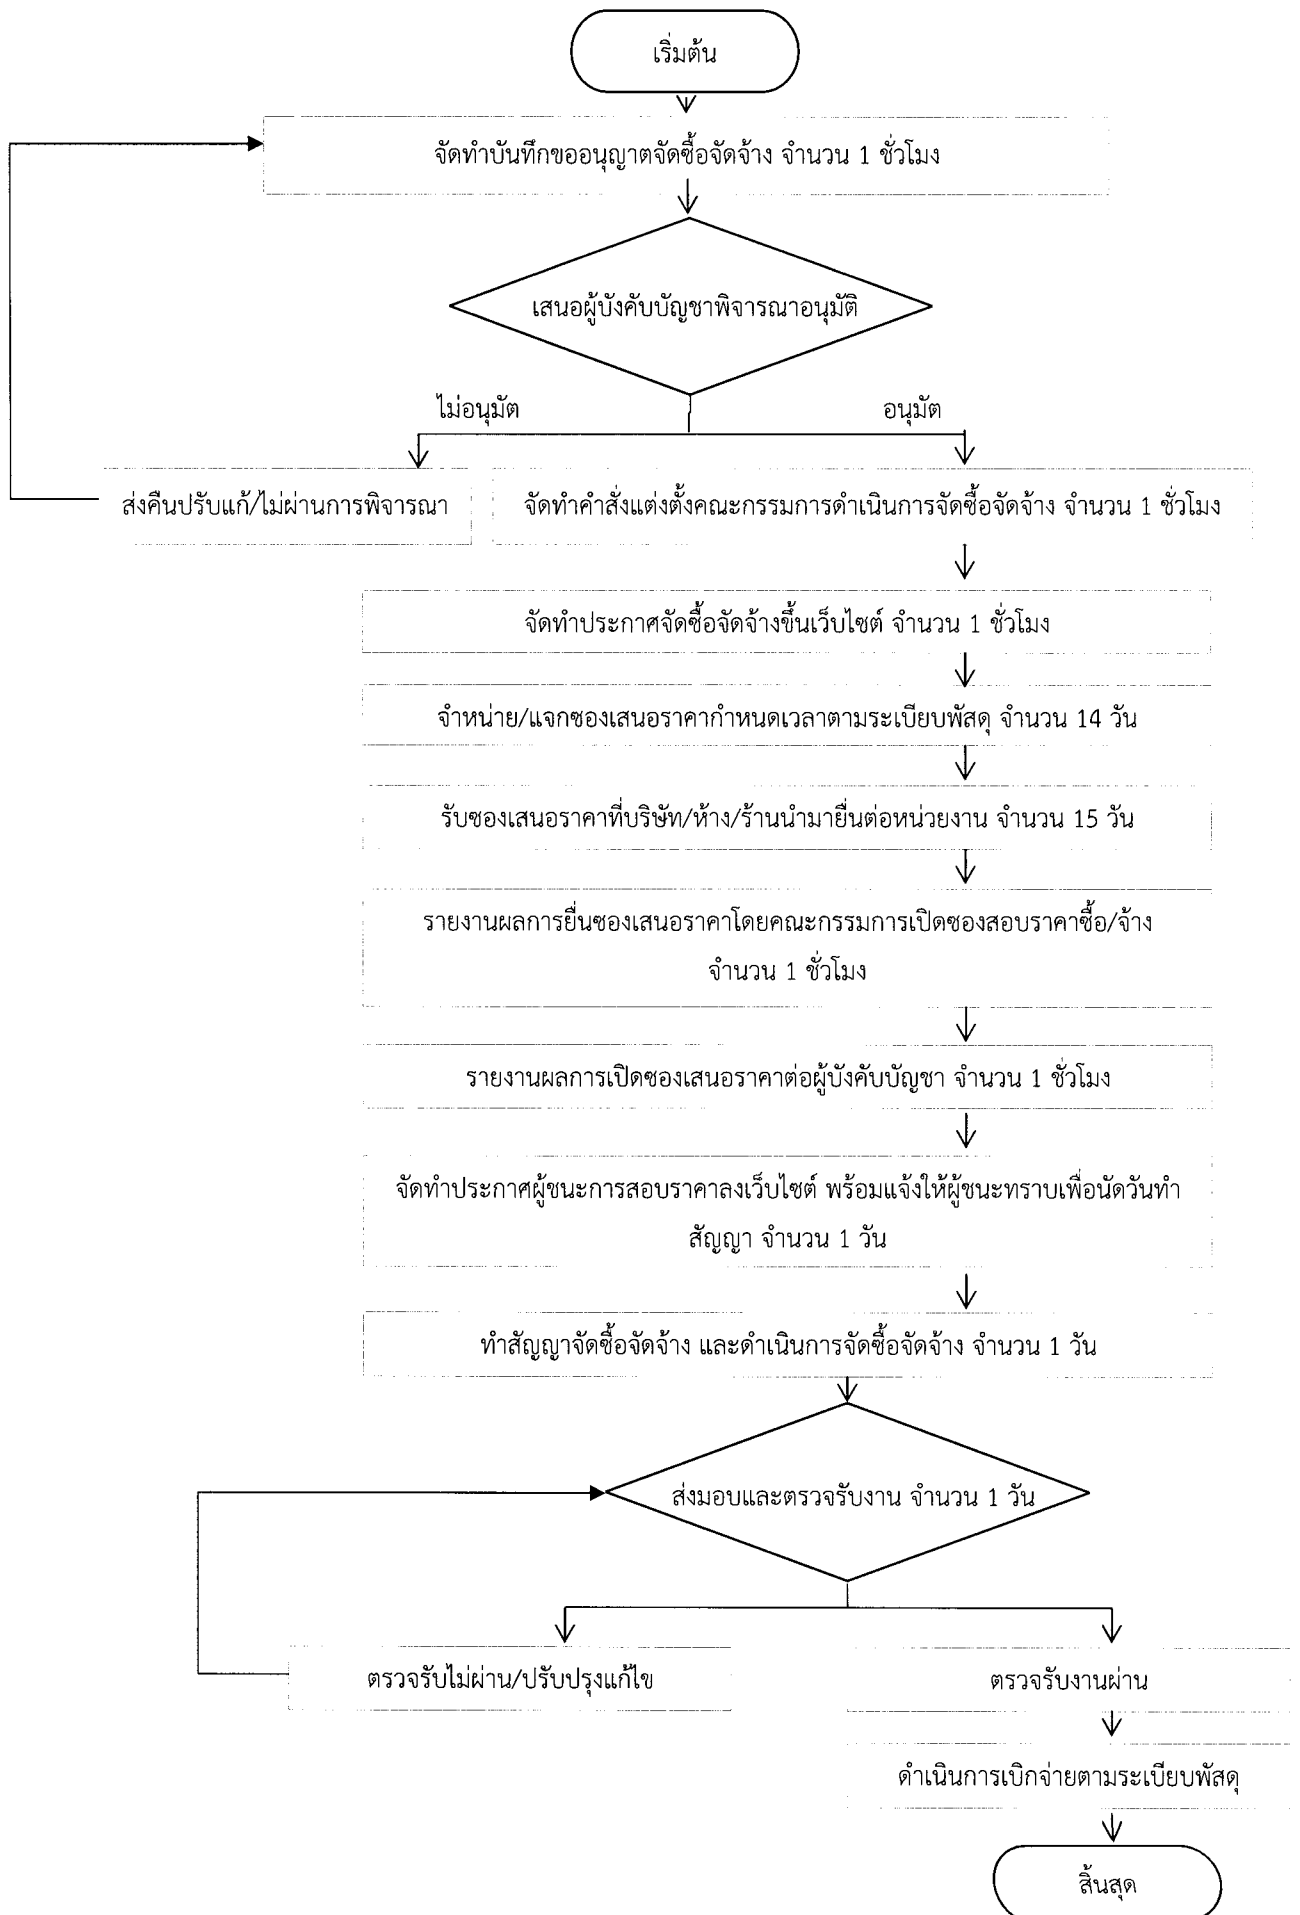 เริ่มต้น
จัดทำบันทึกขออนุญาตจัดซื้อจัดจ้าง จำนวน 1 ชั่วโมง
เสนอผู้บังคับบัญชาพิจารณาอนุมัติ
ไม่อนุมัต
อนุมัต
ส่งคืนปรับแก้/ไม่ผ่านการพิจารณา
จัดทำคำสั่งแต่งตั้งคณะกรรมการดำเนินการจัดซื้อจัดจ้าง จำนวน 1 ชั่วโมง
จัดทำประกาศจัดซื้อจัดจ้างขึ้นเว็บไซต์ จำนวน 1 ชั่วโมง
จำหน่าย/แจกซองเสนอราคากำหนดเวลาตามระเบียบพัสดุ จำนวน 14 วัน
รับซองเสนอราคาที่บริษัท/ห้าง/ร้านนำมายื่นต่อหน่วยงาน จำนวน 15 วัน
รายงานผลการยื่นซองเสนอราคาโดยคณะกรรมการเปิดซองสอบราคาซื้อ/จ้าง
จำนวน 1 ชั่วโมง
รายงานผลการเปิดซองเสนอราคาต่อผู้บังคับบัญชา จำนวน 1 ชั่วโมง
จัดทำประกาศผู้ชนะการสอบราคาลงเว็บไซต์ พร้อมแจ้งให้ผู้ชนะทราบเพื่อนัดวันทำ
สัญญา จำนวน 1 วัน
ทำสัญญาจัดซื้อจัดจ้าง และดำเนินการจัดซื้อจัดจ้าง จำนวน 1 วัน
ส่งมอบและตรวจรับงาน จำนวน 1 วัน
ตรวจรับไม่ผ่าน/ปรับปรุงแก้ไข
ตรวจรับงานผ่าน
ดำเนินการเบิกจ่ายตามระเบียบพัสดุ
สิ้นสุด